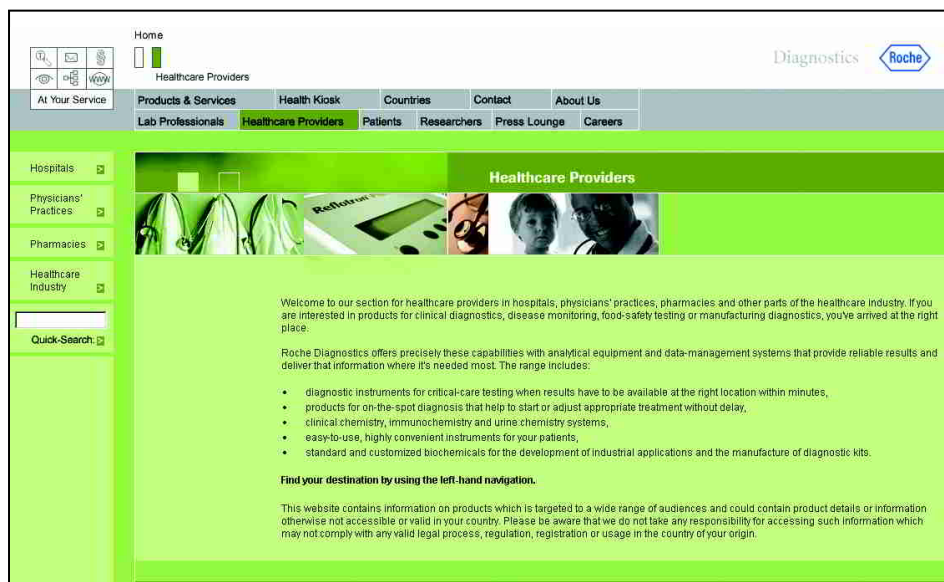 Home
Healthcare Providers
Diagnostics
Roche
WWW
At Your Service
Products & Services Health Kiosk Countries Contact About Us
Lab Professionals Healthcare Providers Patients Researchers Press Lounge Careers
Hospitals
Physicians'
Practices
Pharmacies
Healthcare
Industry
Quick-Search:
Healthcare Providers
Reflotron
Welcome to our section for healthcare providers in hospitals, physicians' practices, pharmacies and other parts of the healthcare industry. If you
are interested in products for clinical diagnostics, disease monitoring, food-safety testing or manufacturing diagnostics, you've arrived at the right
place.
Roche Diagnostics offers precisely these capabilities with analytical equipment and data-management systems that provide reliable results and
deliver that information where it's needed most. The range includes:
• diagnostic instruments for critical-care testing when results have to be available at the right location within minutes,
• products for on-the-spot diagnosis that help to start or adjust appropriate treatment without delay,
• clinical chemistry, immunochemistry and urine chemistry systems,
• easy-to-use, highly convenient instruments for your patients,
• standard and customized biochemicals for the development of industrial applications and the manufacture of diagnostic kits.
Find your destination by using the left-hand navigation.
This website contains information on products which is targeted to a wide range of audiences and could contain product details or information
otherwise not accessible or valid in your country. Please be aware that we do not take any responsibility for accessing such information which
may not comply with any valid legal process, regulation, registration or usage in the country of your origin.